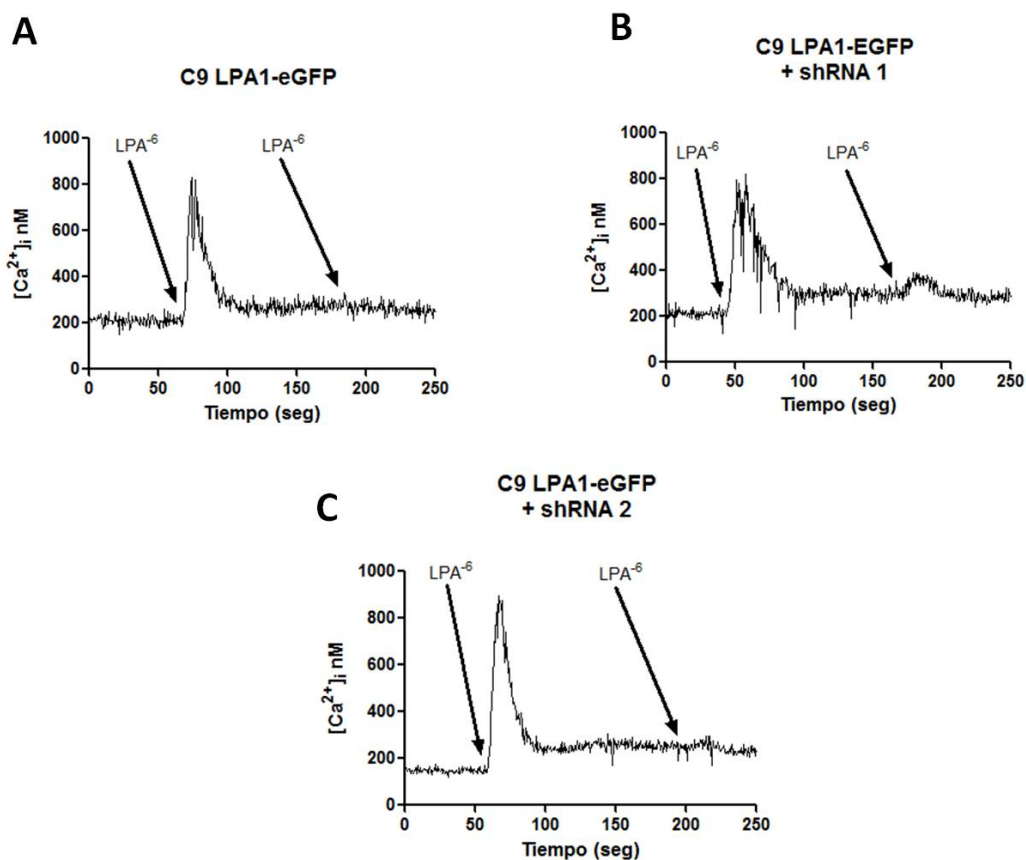 A
C9 LPA1-eGFP
LPA-6
LPA-6
[Ca2+]i nM
1000
800
600
400
200
0
0 50 100 150 200 250
Tiempo (seg)
B
C9 LPA1-EGFP
+ shRNA 1
LPA-6
LPA-6
[Ca2+]i nM
1000
800
600
400
200
0
0 50 100 150 200 250
Tiempo (seg)
C
C9 LPA1-eGFP
+ shRNA 2
LPA-6
LPA-6
[Ca2+]i nM
1000
800
600
400
200
0
0 50 100 150 200 250
Tiempo (seg)